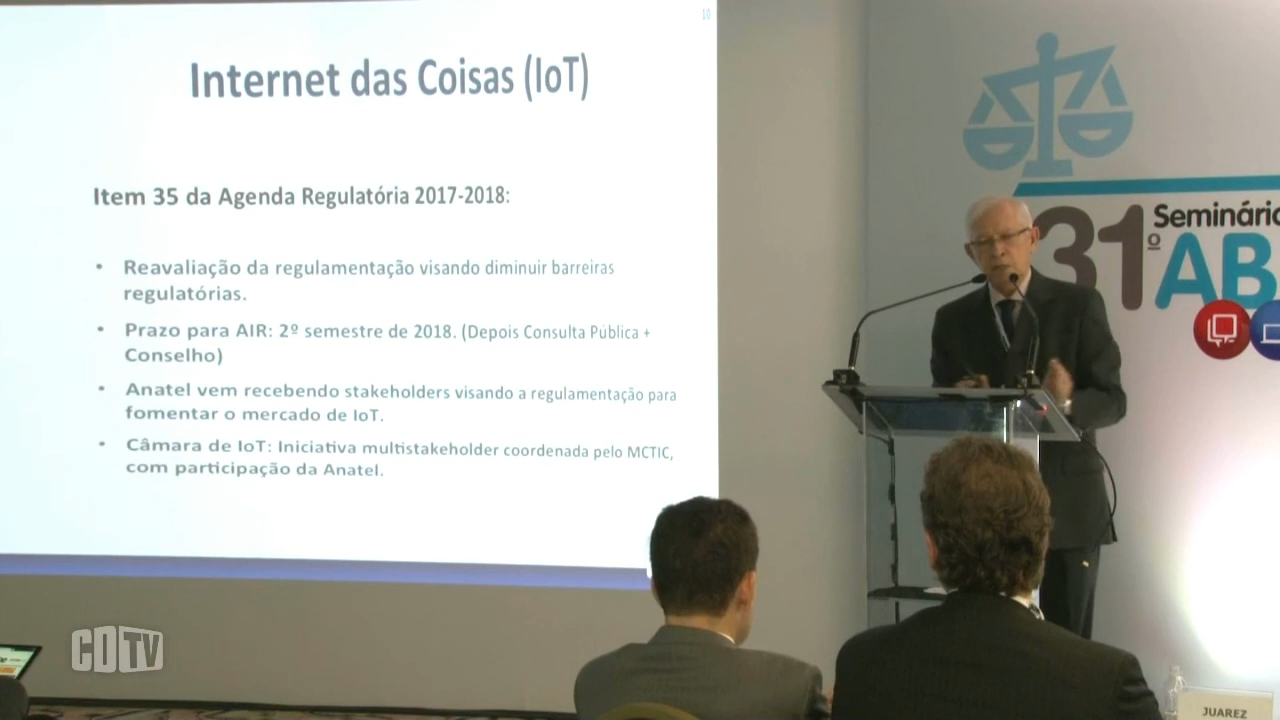 10
Internet das Coisas (IoT)
Item 35 da Agenda Regulatória 2017-2018:
• Reavaliação da regulamentação visando diminuir barreiras
regulatórias.
• Prazo para AIR: 2º semestre de 2018. (Depois Consulta Pública +
Conselho)
• Anatel vem recebendo stakeholders visando a regulamentação para
fomentar o mercado de IoT.
• Câmara de IoT: Iniciativa multistakeholder coordenada pelo MCTIC,
com participação da Anatel.
31º Seminário
AB
CDTV
JUAREZ